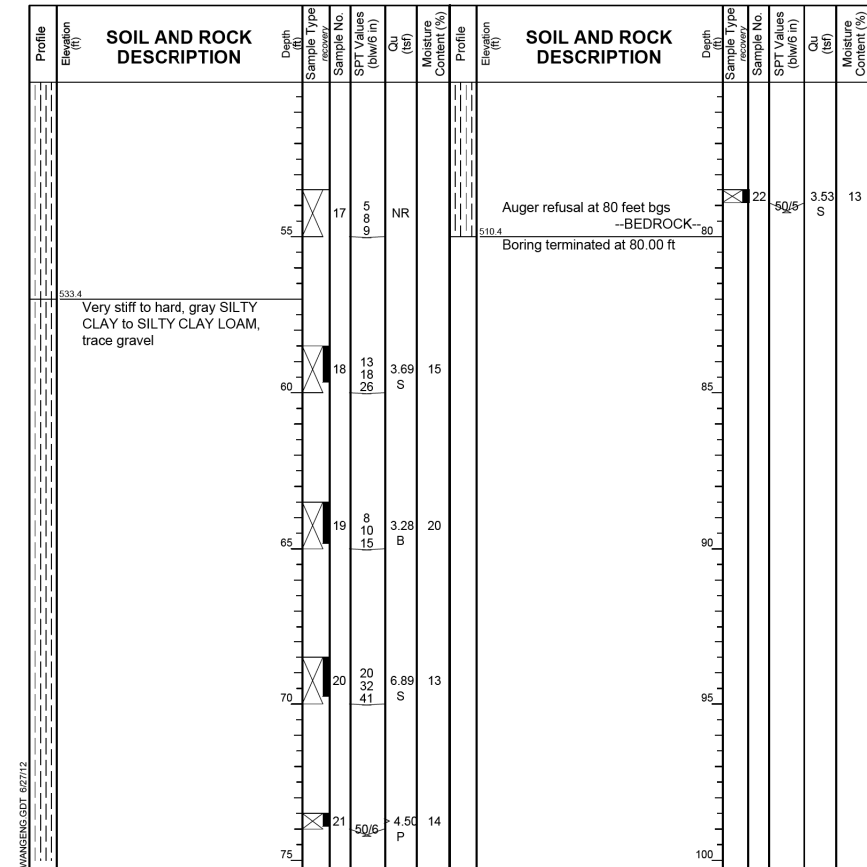 Profile
Elevation
(ft)
SOIL AND ROCK
DESCRIPTION
Depth
(ft)
Sample Type
recovery
Sample No.
SPT Values
(blw/6 in)
Qu
(tsf)
Moisture
Content (%)
Profile
Elevation
(ft)
SOIL AND ROCK
DESCRIPTION
Depth
(ft)
Sample Type
recovery
Sample No.
SPT Values
(blw/6 in)
Qu
(tsf)
Moisture
Content (%)
17
5
8
9
NR
55
533.4
Very stiff to hard, gray SILTY
CLAY to SILTY CLAY LOAM,
trace gravel
18
13
18
26
3.69
S
15
60
19
8
10
15
3.28
B
20
65
20
20
32
41
6.89
S
13
70
21
50/6
> 4.50
P
14
75
22
50/5
3.53
S
13
Auger refusal at 80 feet bgs
--BEDROCK--
510.4
80
Boring terminated at 80.00 ft
85
90
95
100
WANGENG.GDT 6/27/12